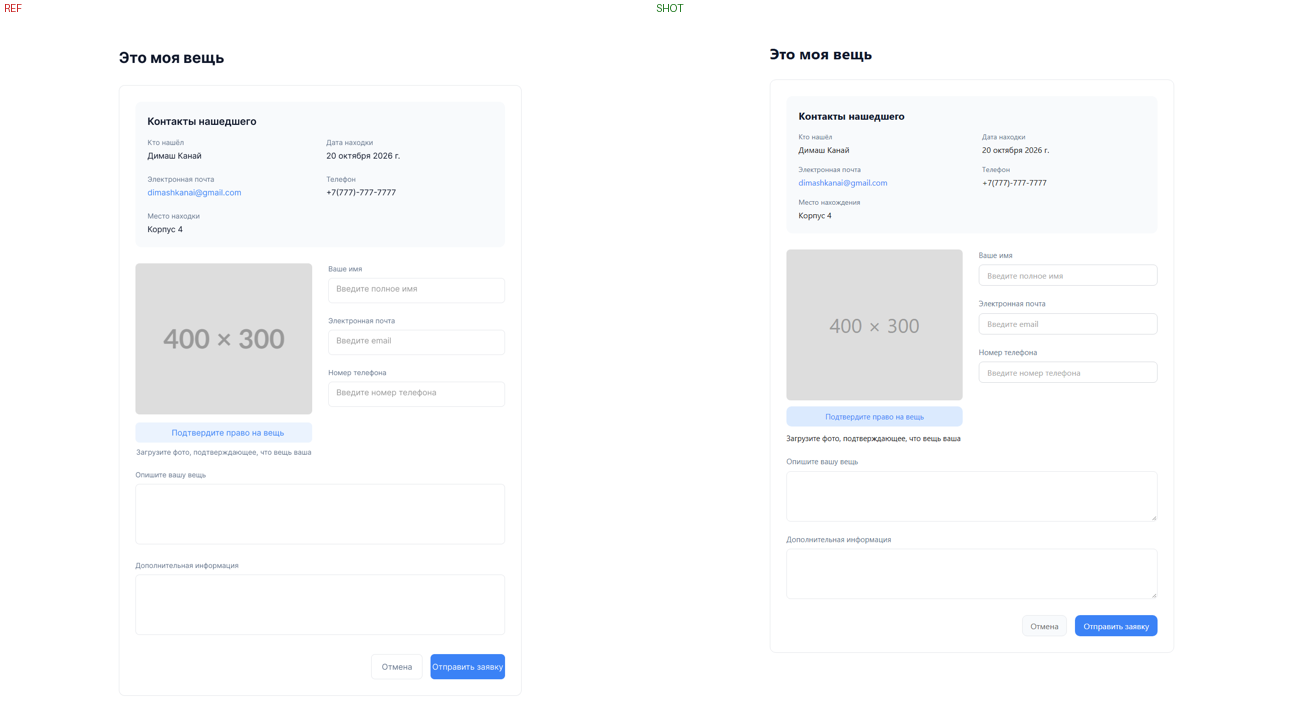 REF
Это моя вещь
Контакты нашедшего
Кто нашёл
Дата находки
Димаш Канай
20 октября 2026 г.
Электронная почта
Телефон
dimashkanai@gmail.com
+7(777)-777-7777
Место находки
Корпус 4
400 × 300
Ваше имя
Введите полное имя
Электронная почта
Введите email
Номер телефона
Введите номер телефона
Подтвердите право на вещь
Загрузите фото, подтверждающее, что вещь ваша
Опишите вашу вещь
Дополнительная информация
Отмена
Отправить заявку
SHOT
Это моя вещь
Контакты нашедшего
Кто нашёл
Дата находки
Димаш Канай
20 октября 2026 г.
Электронная почта
Телефон
dimashkanai@gmail.com
+7(777)-777-7777
Место нахождения
Корпус 4
400 × 300
Ваше имя
Введите полное имя
Электронная почта
Введите email
Номер телефона
Введите номер телефона
Подтвердите право на вещь
Загрузите фото, подтверждающее, что вещь ваша
Опишите вашу вещь
Дополнительная информация
Отмена
Отправить заявку